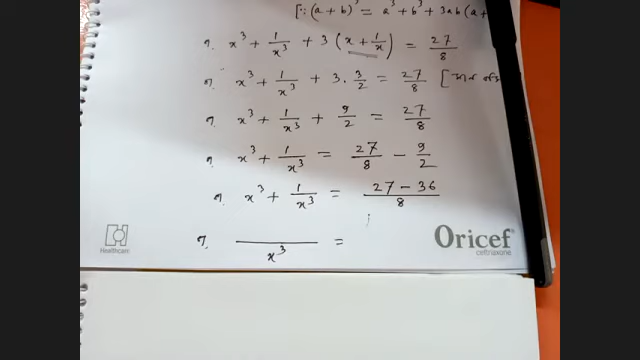 [∵ (a + b)³ = a³ + b³ + 3ab(a +
বা, x³ + 1/x³ + 3(x + 1/x) = 27/8
বা, x³ + 1/x³ + 3·3/2 = 27/8 [মান
বা, x³ + 1/x³ + 9/2 = 27/8
বা, x³ + 1/x³ = 27/8 − 9/2
বা, x³ + 1/x³ = (27 − 36)/8
বা, ―/x³ =
Healthcare
Oricef
ceftriaxone